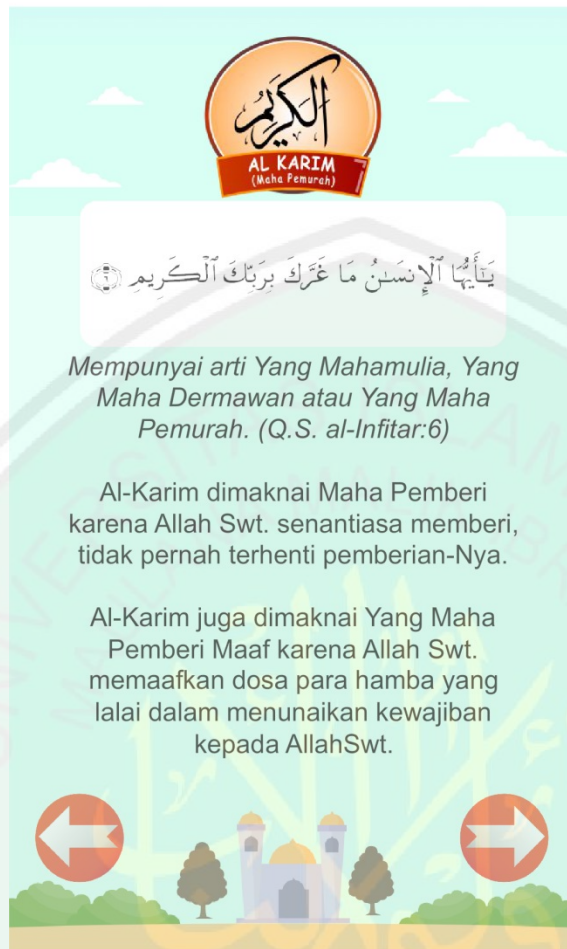 الكريم
AL KARIM
(Maha Pemurah)
يَـٰٓأَيُّهَا ٱلْإِنسَـٰنُ مَا غَرَّكَ بِرَبِّكَ ٱلْكَرِيمِ ۝٦
Mempunyai arti Yang Mahamulia, Yang
Maha Dermawan atau Yang Maha
Pemurah. (Q.S. al-Infitar:6)
Al-Karim dimaknai Maha Pemberi
karena Allah Swt. senantiasa memberi,
tidak pernah terhenti pemberian-Nya.
Al-Karim juga dimaknai Yang Maha
Pemberi Maaf karena Allah Swt.
memaafkan dosa para hamba yang
lalai dalam menunaikan kewajiban
kepada AllahSwt.